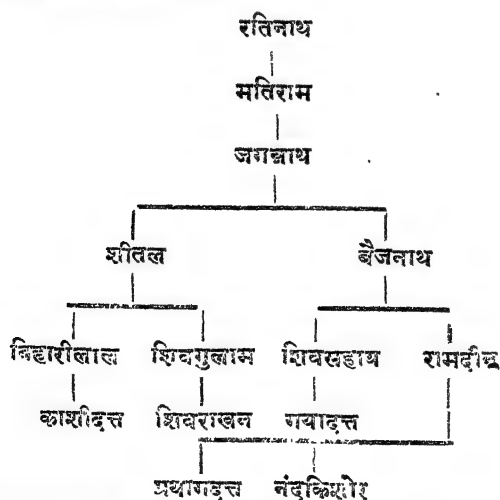 रतिनाथ
मतिराम
जगन्नाथ
शीतल बैजनाथ
बिहारीलाल शिवगुलाम शिवसहाय रामदीन
काशीदत्त शिवराखन गयादत्त
प्रयागदत्त नंदकिशोर